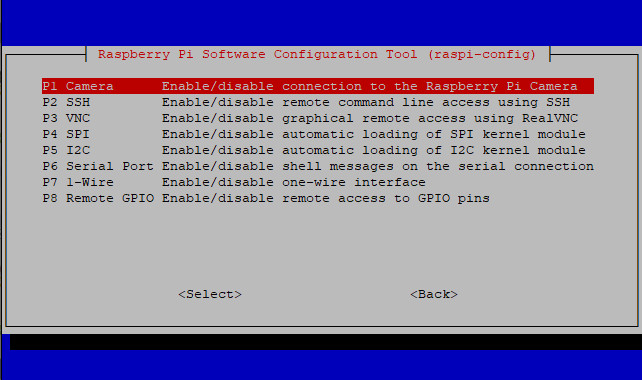 Raspberry Pi Software Configuration Tool (raspi-config)
P1 Camera Enable/disable connection to the Raspberry Pi Camera
P2 SSH Enable/disable remote command line access using SSH
P3 VNC Enable/disable graphical remote access using RealVNC
P4 SPI Enable/disable automatic loading of SPI kernel module
P5 I2C Enable/disable automatic loading of I2C kernel module
P6 Serial Port Enable/disable shell messages on the serial connection
P7 1-Wire Enable/disable one-wire interface
P8 Remote GPIO Enable/disable remote access to GPIO pins
<Select> <Back>